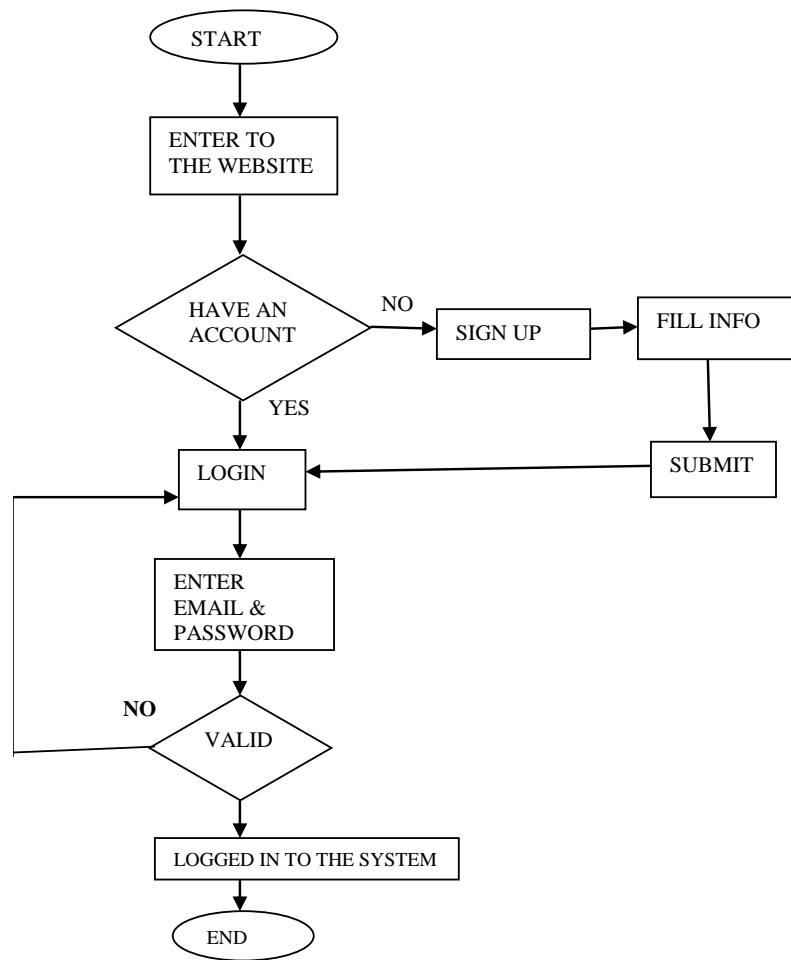 START
ENTER TO
THE WEBSITE
HAVE AN
ACCOUNT
NO
SIGN UP
FILL INFO
YES
LOGIN
SUBMIT
ENTER
EMAIL &
PASSWORD
NO
VALID
LOGGED IN TO THE SYSTEM
END